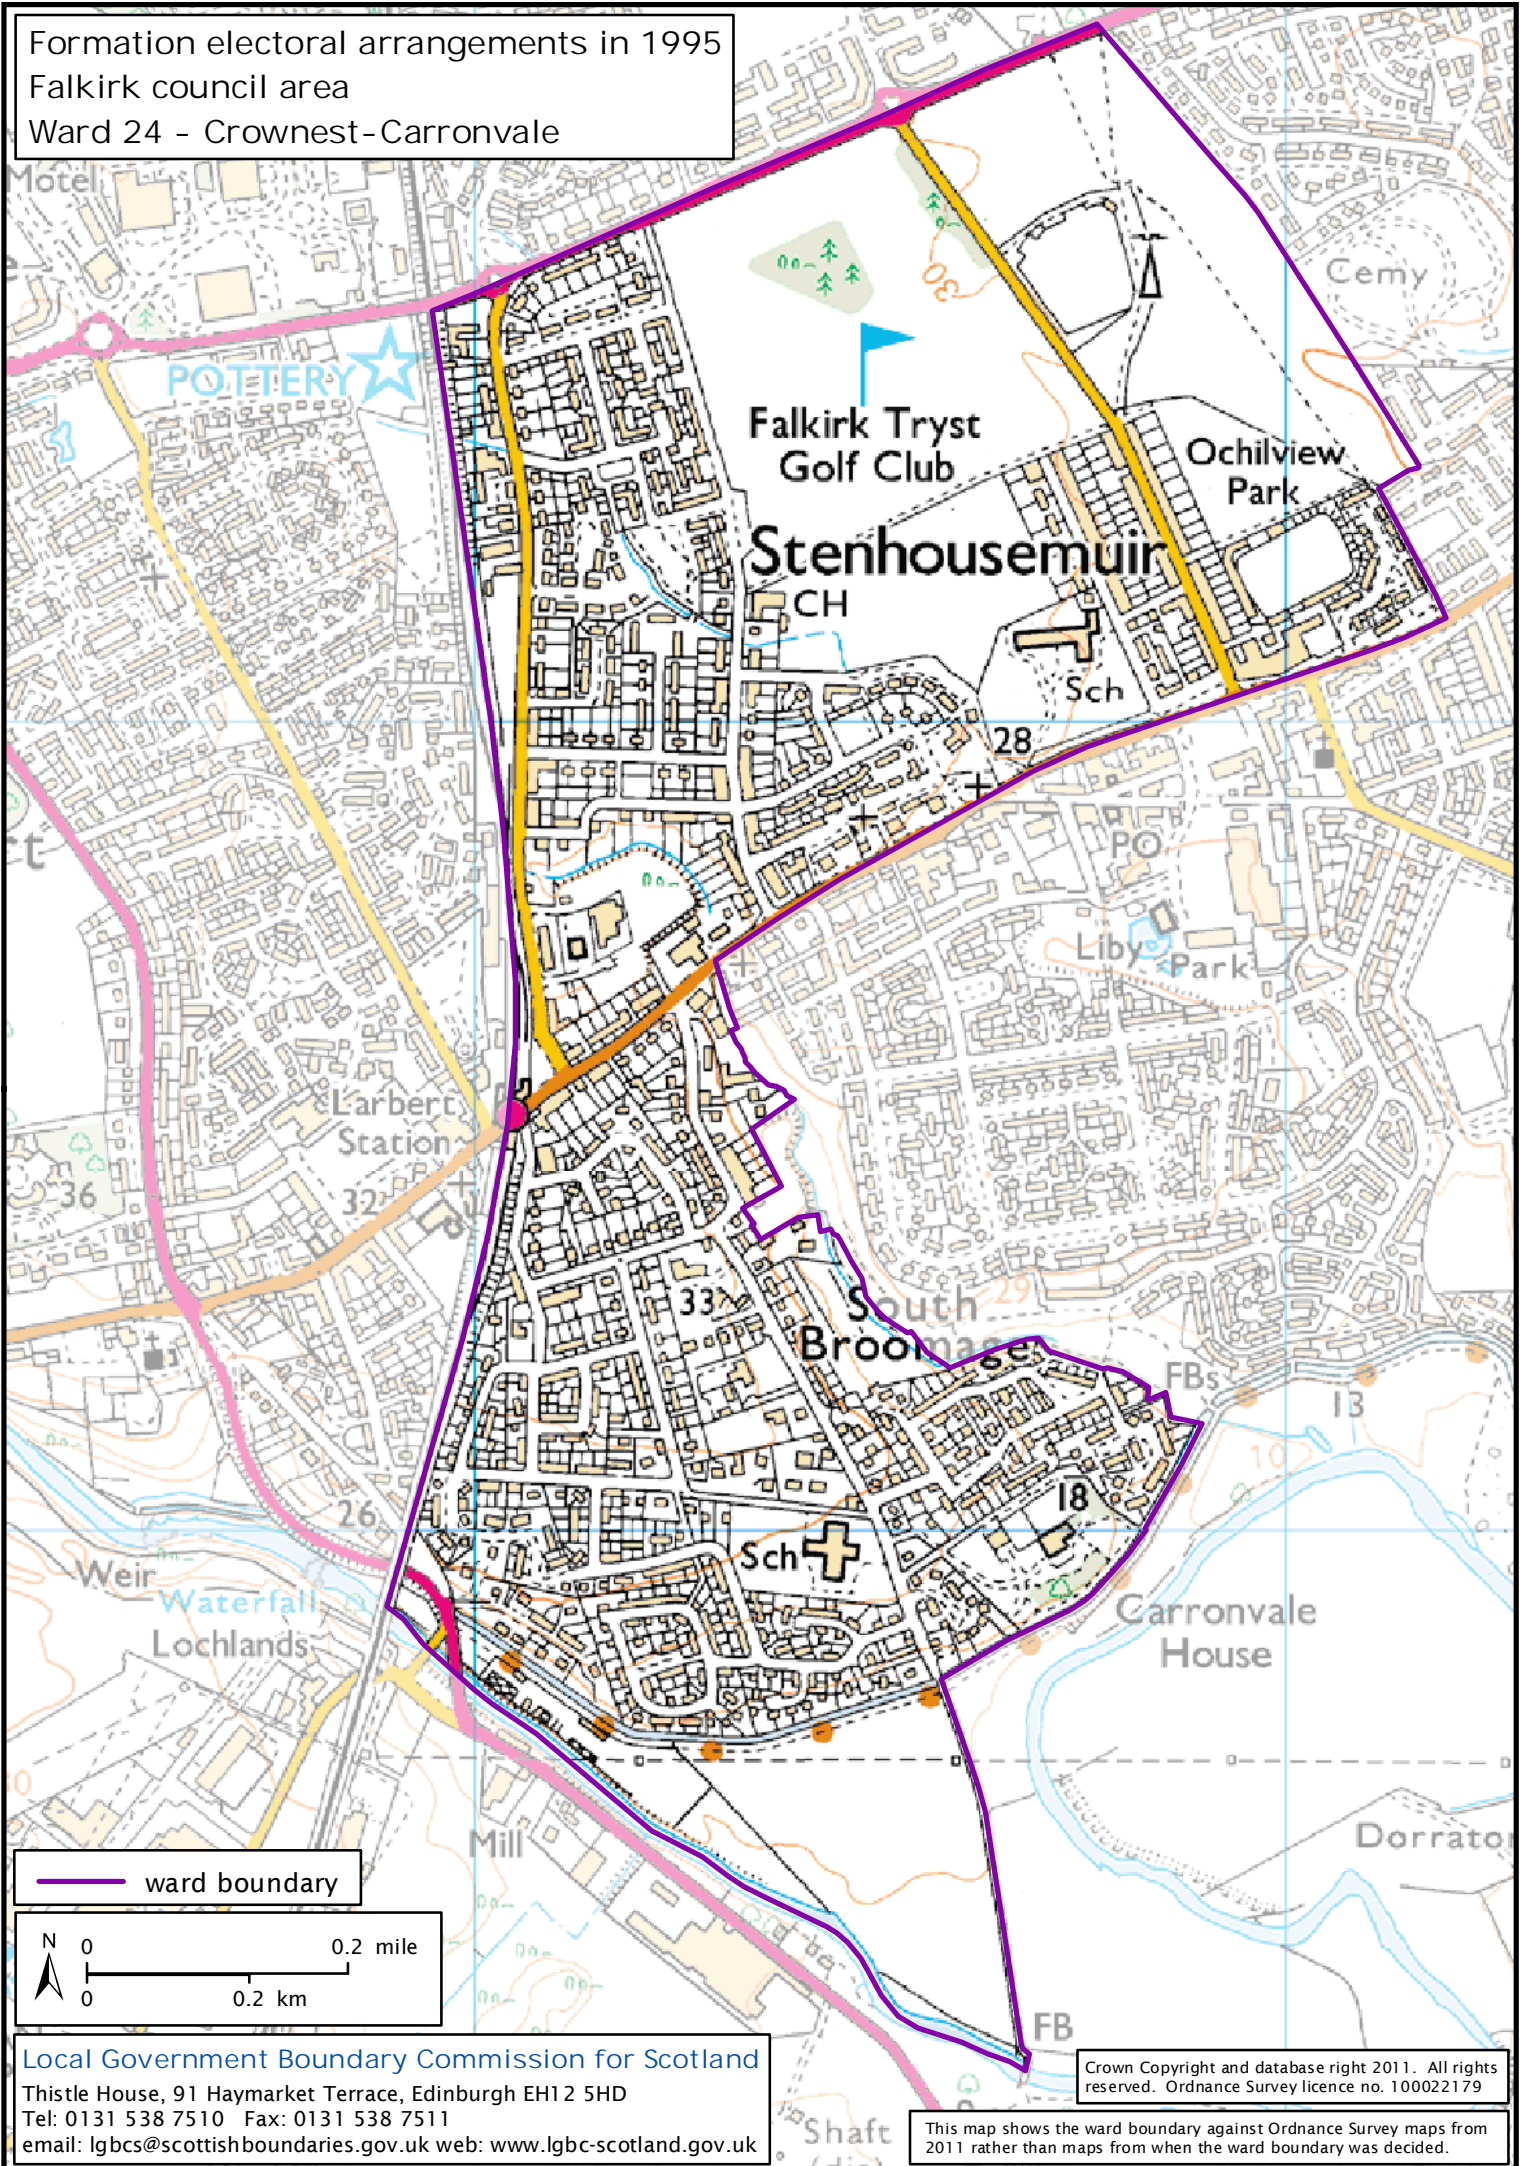 Formation electoral arrangements in 1995
Falkirk council area
Ward 24 - Crownest-Carronvale
Motel
Cemy
POTTERY
30
Falkirk Tryst
Golf Club
Ochilview
Park
Stenhousemuir
CH
Sch
28
PO
Liby
Park
Larbert
Station
36
32
33
South
Broomage
29
FBs
13
10
18
26
Sch
Weir
Waterfall
Lochlands
Carronvale
House
Mill
ward boundary
N
0
0.2 mile
0
0.2 km
FB
Shaft
Local Government Boundary Commission for Scotland
Thistle House, 91 Haymarket Terrace, Edinburgh EH12 5HD
Tel: 0131 538 7510 Fax: 0131 538 7511
email: lgbcs@scottishboundaries.gov.uk web: www.lgbc-scotland.gov.uk
Crown Copyright and database right 2011. All rights
reserved. Ordnance Survey licence no. 100022179
This map shows the ward boundary against Ordnance Survey maps from
2011 rather than maps from when the ward boundary was decided.